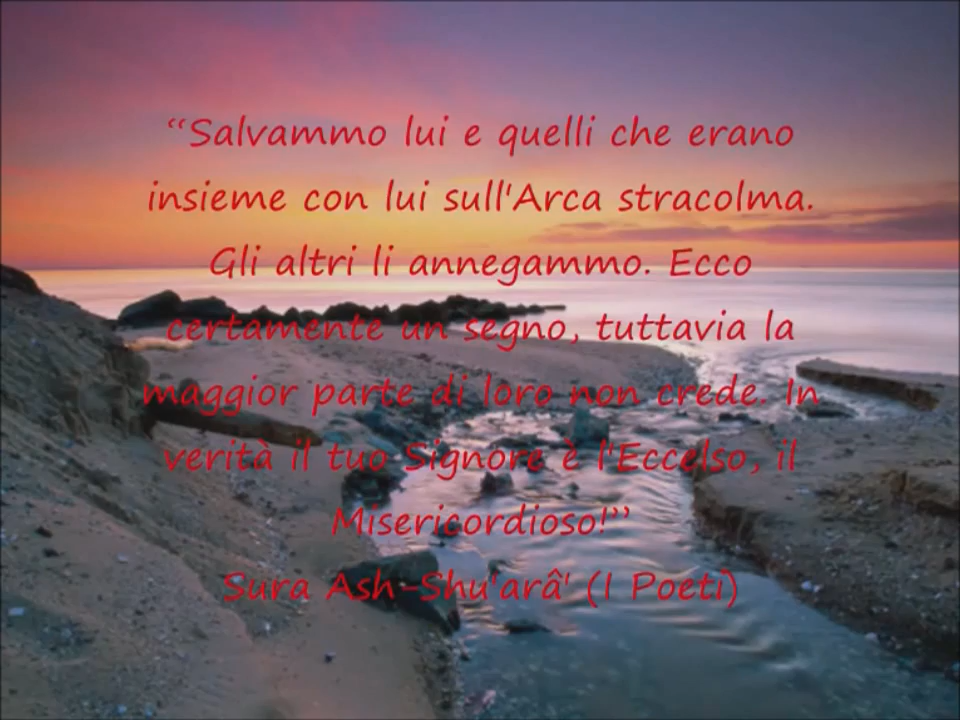 “Salvammo lui e quelli che erano
insieme con lui sull'Arca stracolma.
Gli altri li annegammo. Ecco
certamente un segno, tuttavia la
maggior parte di loro non crede. In
verità il tuo Signore è l'Eccelso, il
Misericordioso!”
Sura Ash-Shu'arâ' (I Poeti)